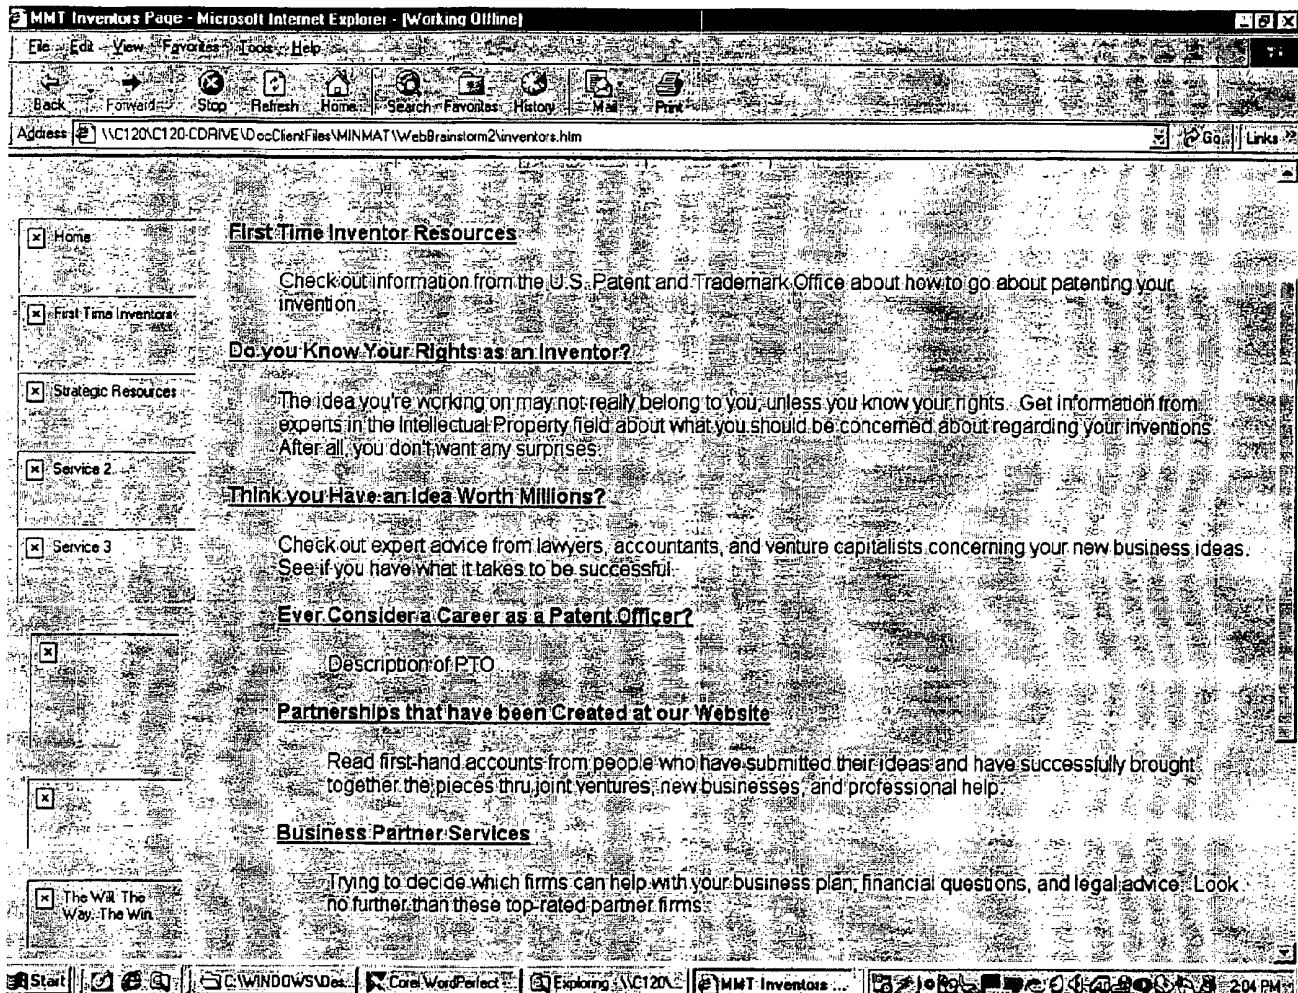 MMT Inventors Page - Microsoft Internet Explorer - [Working Offline]
File Edit View Favorites Tools Help
Back Forward Stop Refresh Home Search Favorites History Mail Print
Address \\C120\C120-CDRIVE\DocClientFiles\MINMAT\WebBrainstorm2\inventors.htm Go Links »
Home
First Time Inventors
Strategic Resources
Service 2
Service 3
The Will. The
Way. The Win.
First Time Inventor Resources
Check out information from the U.S. Patent and Trademark Office about how to go about patenting your
invention.
Do you Know Your Rights as an Inventor?
The idea you're working on may not really belong to you, unless you know your rights. Get information from
experts in the Intellectual Property field about what you should be concerned about regarding your inventions.
After all, you don't want any surprises.
Think you Have an Idea Worth Millions?
Check out expert advice from lawyers, accountants, and venture capitalists concerning your new business ideas.
See if you have what it takes to be successful.
Ever Consider a Career as a Patent Officer?
Description of PTO
Partnerships that have been Created at our Website
Read first-hand accounts from people who have submitted their ideas and have successfully brought
together the pieces thru joint ventures, new businesses, and professional help.
Business Partner Services
Trying to decide which firms can help with your business plan, financial questions, and legal advice. Look
no further than these top-rated partner firms.
Start C:\WINDOWS\Des... Corel WordPerfect ... Exploring - \\C120\C... MMT Inventors ... 2:04 PM